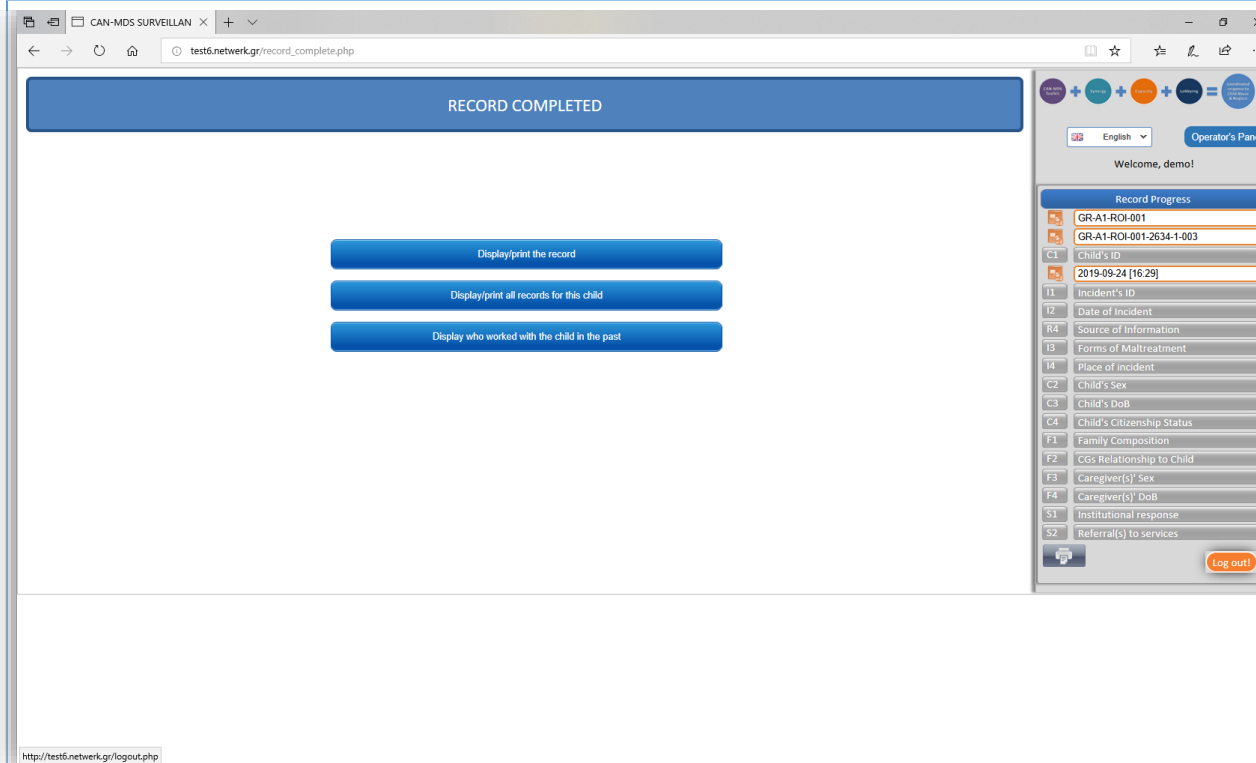 CAN-MDS SURVEILLAN
test6.netwerk.gr/record_complete.php
RECORD COMPLETED
Display/print the record
Display/print all records for this child
Display who worked with the child in the past
English
Operator's Pane
Welcome, demo!
Record Progress
GR-A1-ROI-001
GR-A1-ROI-001-2634-1-003
C1 Child's ID
2019-09-24 [16:29]
I1 Incident's ID
I2 Date of Incident
R4 Source of Information
I3 Forms of Maltreatment
I4 Place of incident
C2 Child's Sex
C3 Child's DoB
C4 Child's Citizenship Status
F1 Family Composition
F2 CGs Relationship to Child
F3 Caregiver(s)' Sex
F4 Caregiver(s)' DoB
S1 Institutional response
S2 Referral(s) to services
Log out!
http://test6.netwerk.gr/logout.php